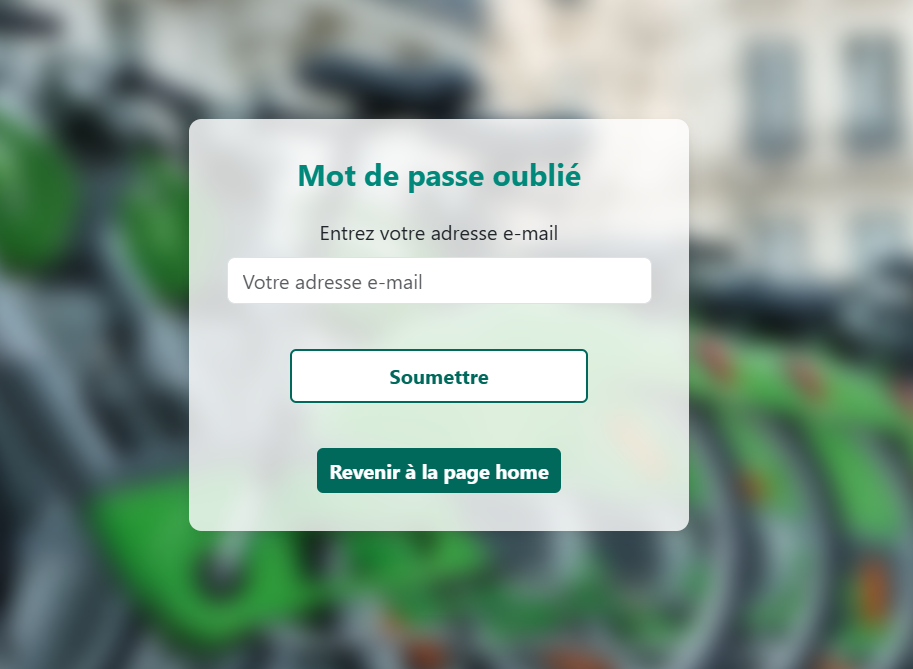 Mot de passe oublié
Entrez votre adresse e-mail
Votre adresse e-mail
Soumettre
Revenir à la page home